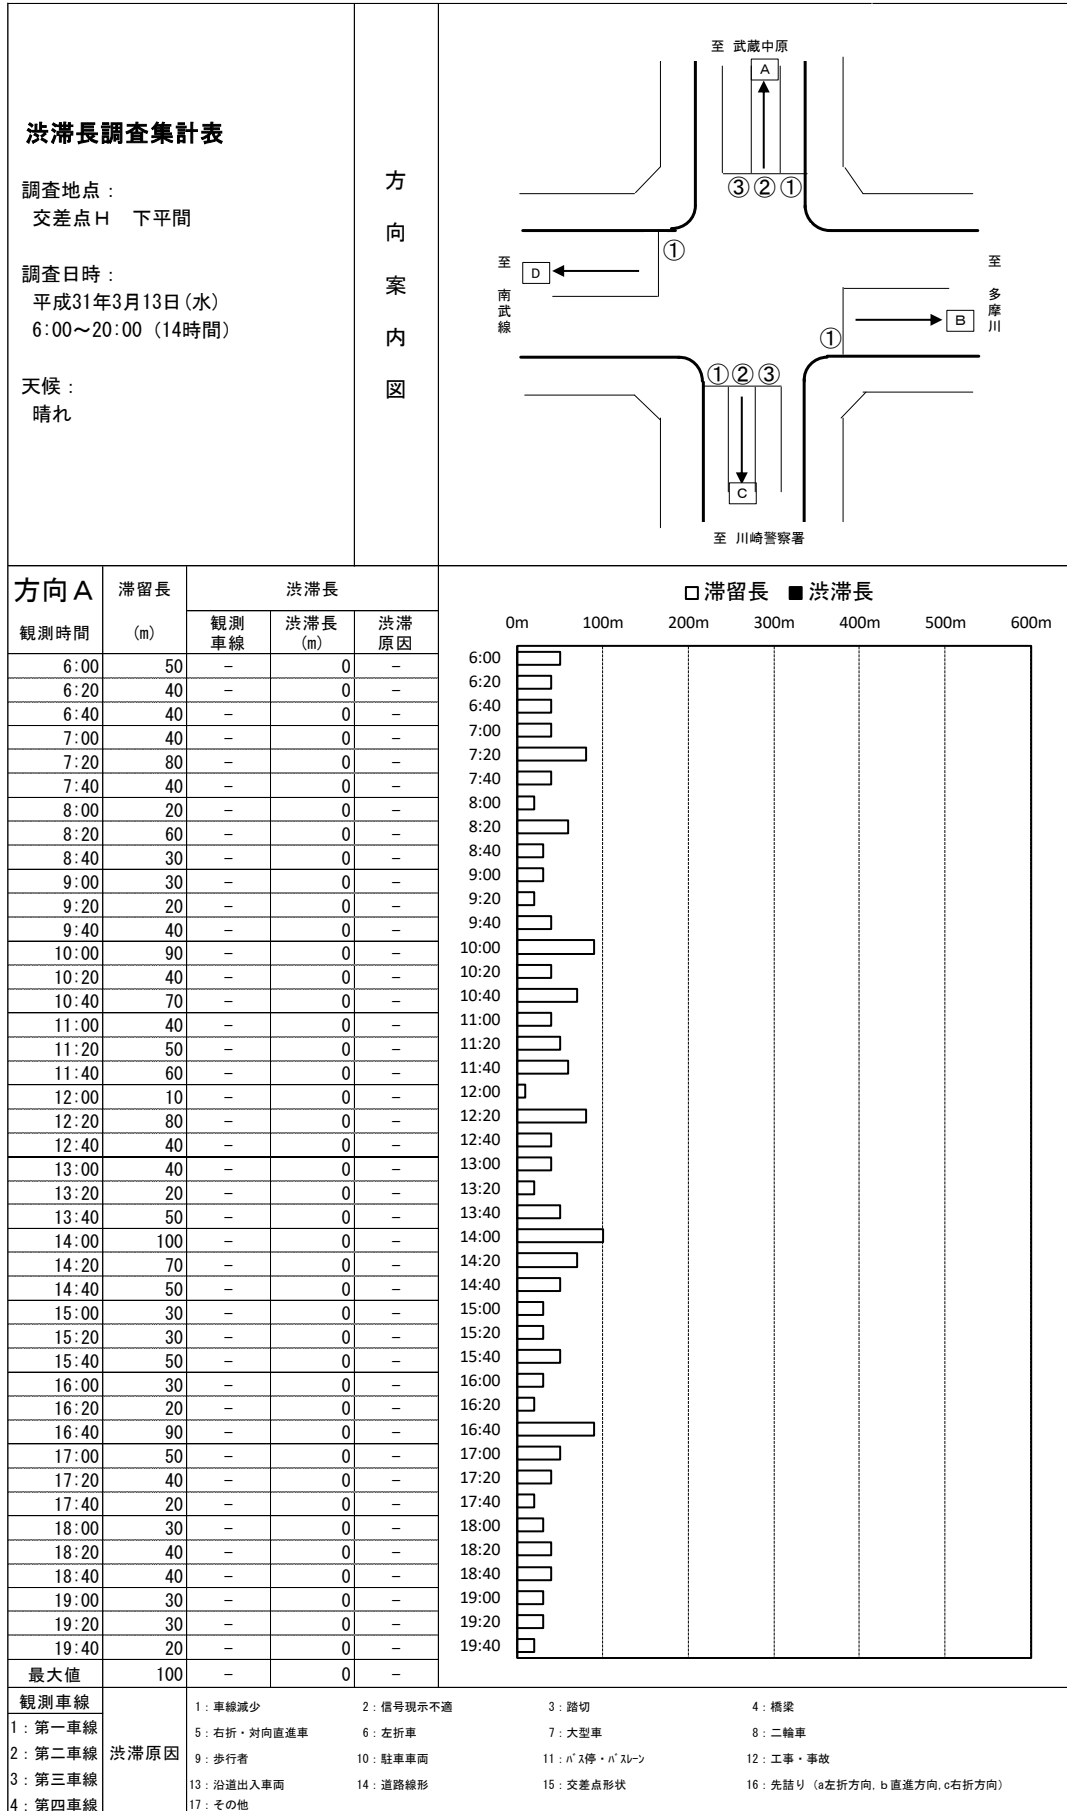 渋滞長調査集計表
調査地点：
交差点H　下平間
調査日時：
平成31年3月13日(水)
6:00～20:00（14時間）
天候：
晴れ
方向案内図
至 武蔵中原
A
③②①
①
至 南武線
D
至 多摩川
B
①
①②③
C
至 川崎警察署
方向A 滞留長 渋滞長
観測時間 (m) 観測車線 渋滞長(m) 渋滞原因
6:00 50 − 0 −
6:20 40 − 0 −
6:40 40 − 0 −
7:00 40 − 0 −
7:20 80 − 0 −
7:40 40 − 0 −
8:00 20 − 0 −
8:20 60 − 0 −
8:40 30 − 0 −
9:00 30 − 0 −
9:20 20 − 0 −
9:40 40 − 0 −
10:00 90 − 0 −
10:20 40 − 0 −
10:40 70 − 0 −
11:00 40 − 0 −
11:20 50 − 0 −
11:40 60 − 0 −
12:00 10 − 0 −
12:20 80 − 0 −
12:40 40 − 0 −
13:00 40 − 0 −
13:20 20 − 0 −
13:40 50 − 0 −
14:00 100 − 0 −
14:20 70 − 0 −
14:40 50 − 0 −
15:00 30 − 0 −
15:20 30 − 0 −
15:40 50 − 0 −
16:00 30 − 0 −
16:20 20 − 0 −
16:40 90 − 0 −
17:00 50 − 0 −
17:20 40 − 0 −
17:40 20 − 0 −
18:00 30 − 0 −
18:20 40 − 0 −
18:40 40 − 0 −
19:00 30 − 0 −
19:20 30 − 0 −
19:40 20 − 0 −
最大値 100 − 0 −
□滞留長 ■渋滞長
0m 100m 200m 300m 400m 500m 600m
6:00
6:20
6:40
7:00
7:20
7:40
8:00
8:20
8:40
9:00
9:20
9:40
10:00
10:20
10:40
11:00
11:20
11:40
12:00
12:20
12:40
13:00
13:20
13:40
14:00
14:20
14:40
15:00
15:20
15:40
16:00
16:20
16:40
17:00
17:20
17:40
18:00
18:20
18:40
19:00
19:20
19:40
観測車線
1：第一車線
2：第二車線
3：第三車線
4：第四車線
渋滞原因
1：車線減少 2：信号現示不適 3：踏切 4：橋梁
5：右折・対向直進車 6：左折車 7：大型車 8：二輪車
9：歩行者 10：駐車車両 11：ﾊﾞｽ停・ﾊﾞｽﾚｰﾝ 12：工事・事故
13：沿道出入車両 14：道路線形 15：交差点形状 16：先詰り（a左折方向, b直進方向, c右折方向）
17：その他